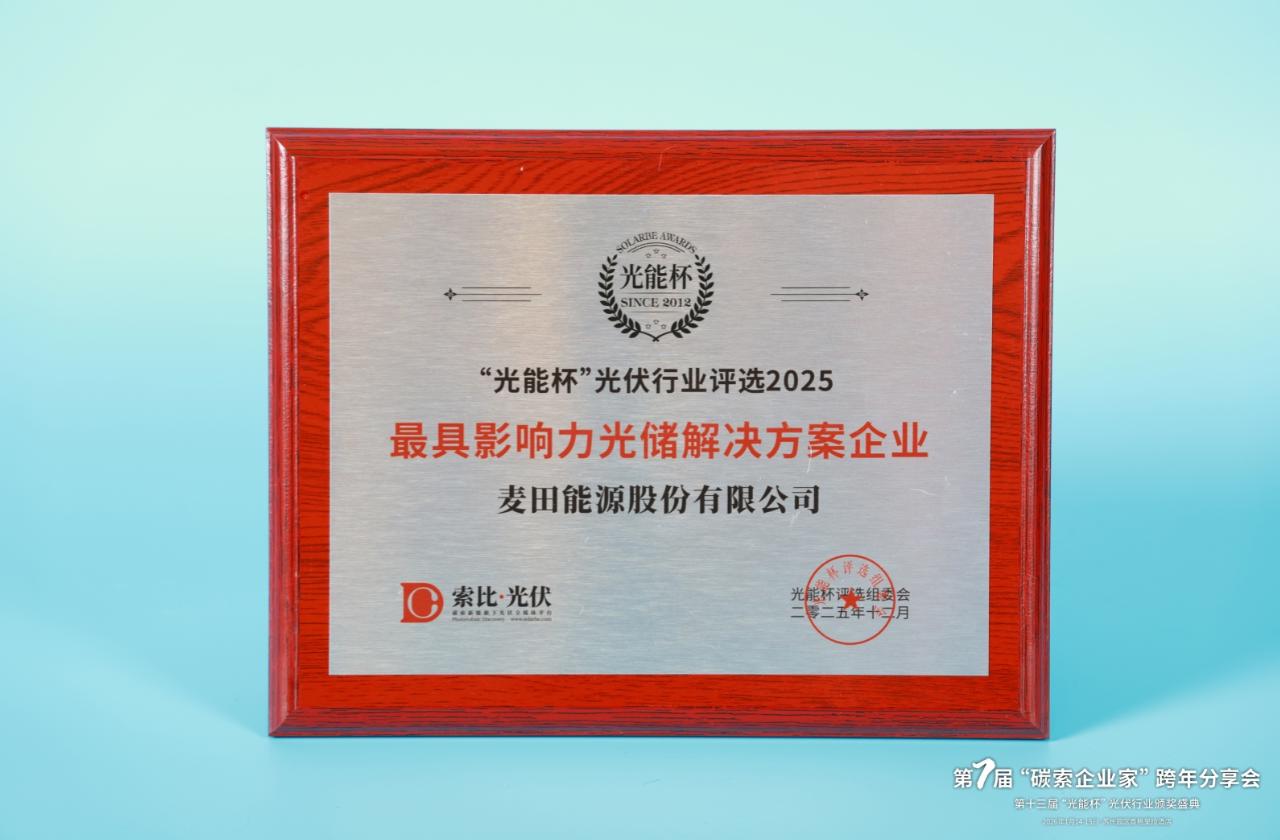 SOLARBE AWARDS
光能杯
SINCE 2012
“光能杯”光伏行业评选2025
最具影响力光储解决方案企业
麦田能源股份有限公司
索比·光伏
光能杯评选组委会
二零二五年十二月
第7届“碳索企业家”跨年分享会
第十三届“光能杯”光伏行业颁奖盛典